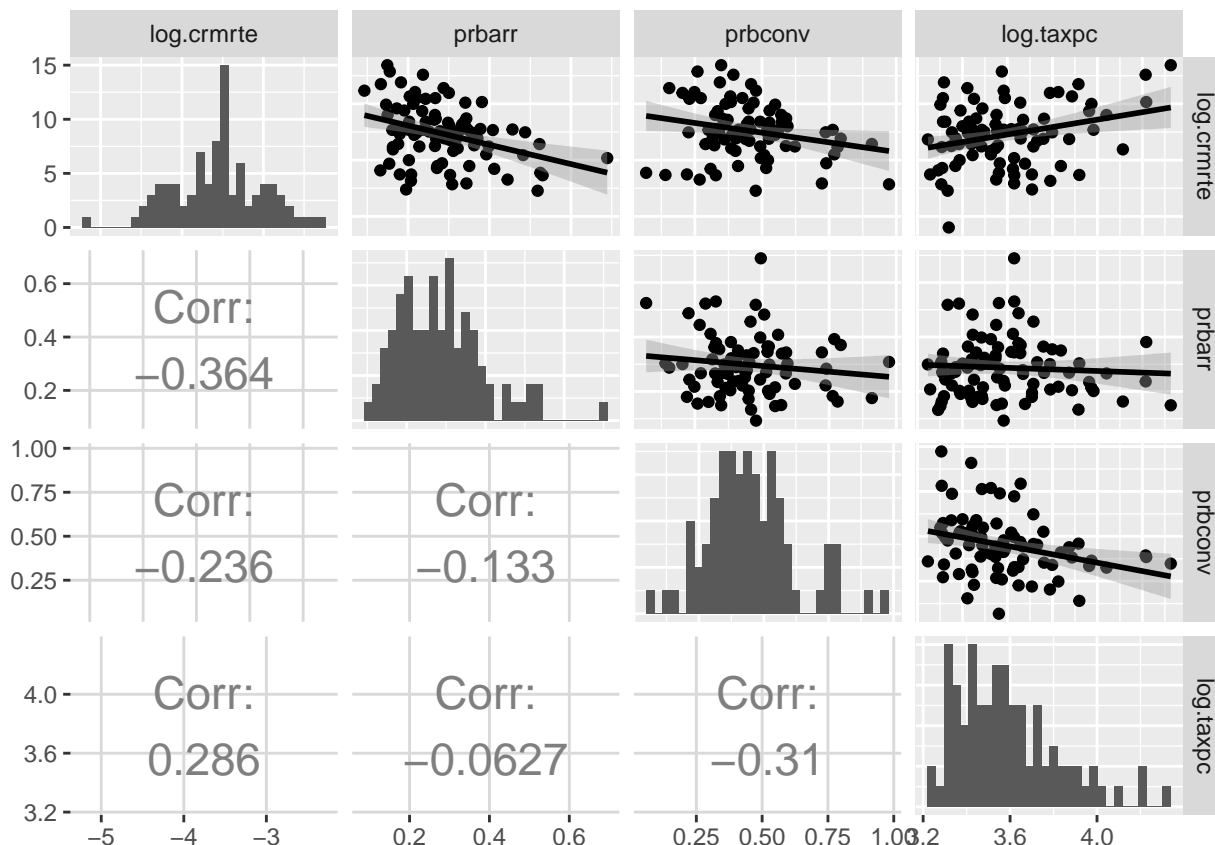 log.crmrte prbarr prbconv log.taxpc
15
10
5
0
log.crmrte
0.6
0.4
0.2
Corr:
−0.364
prbarr
1.00
0.75
0.50
0.25
Corr:
−0.236
Corr:
−0.133
prbconv
4.0
3.6
3.2
Corr:
0.286
Corr:
−0.0627
Corr:
−0.31
log.taxpc
−5 −4 −3 0.2 0.4 0.6 0.25 0.50 0.75 1.00 3.2 3.6 4.0